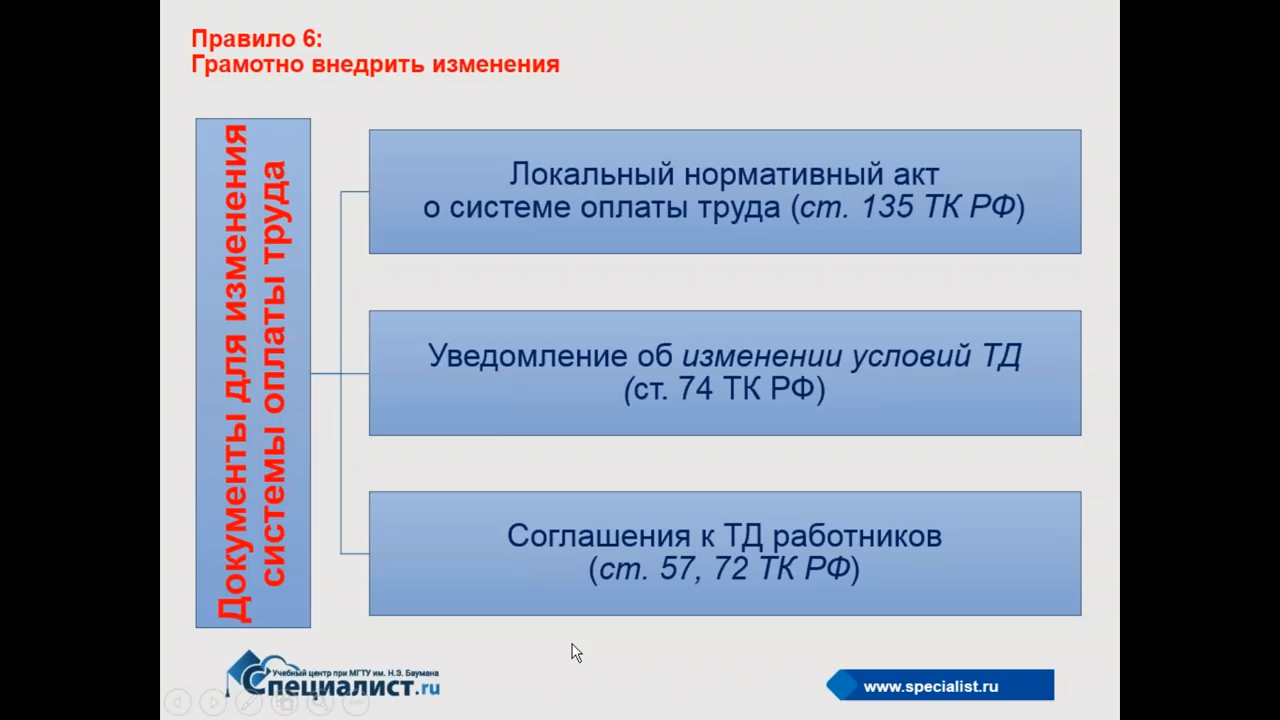 Правило 6:
Грамотно внедрить изменения
Документы для изменения
системы оплаты труда
Локальный нормативный акт
о системе оплаты труда (ст. 135 ТК РФ)
Уведомление об изменении условий ТД
(ст. 74 ТК РФ)
Соглашения к ТД работников
(ст. 57, 72 ТК РФ)
Учебный центр при МГТУ им. Н.Э. Баумана
Специалист.ru
www.specialist.ru